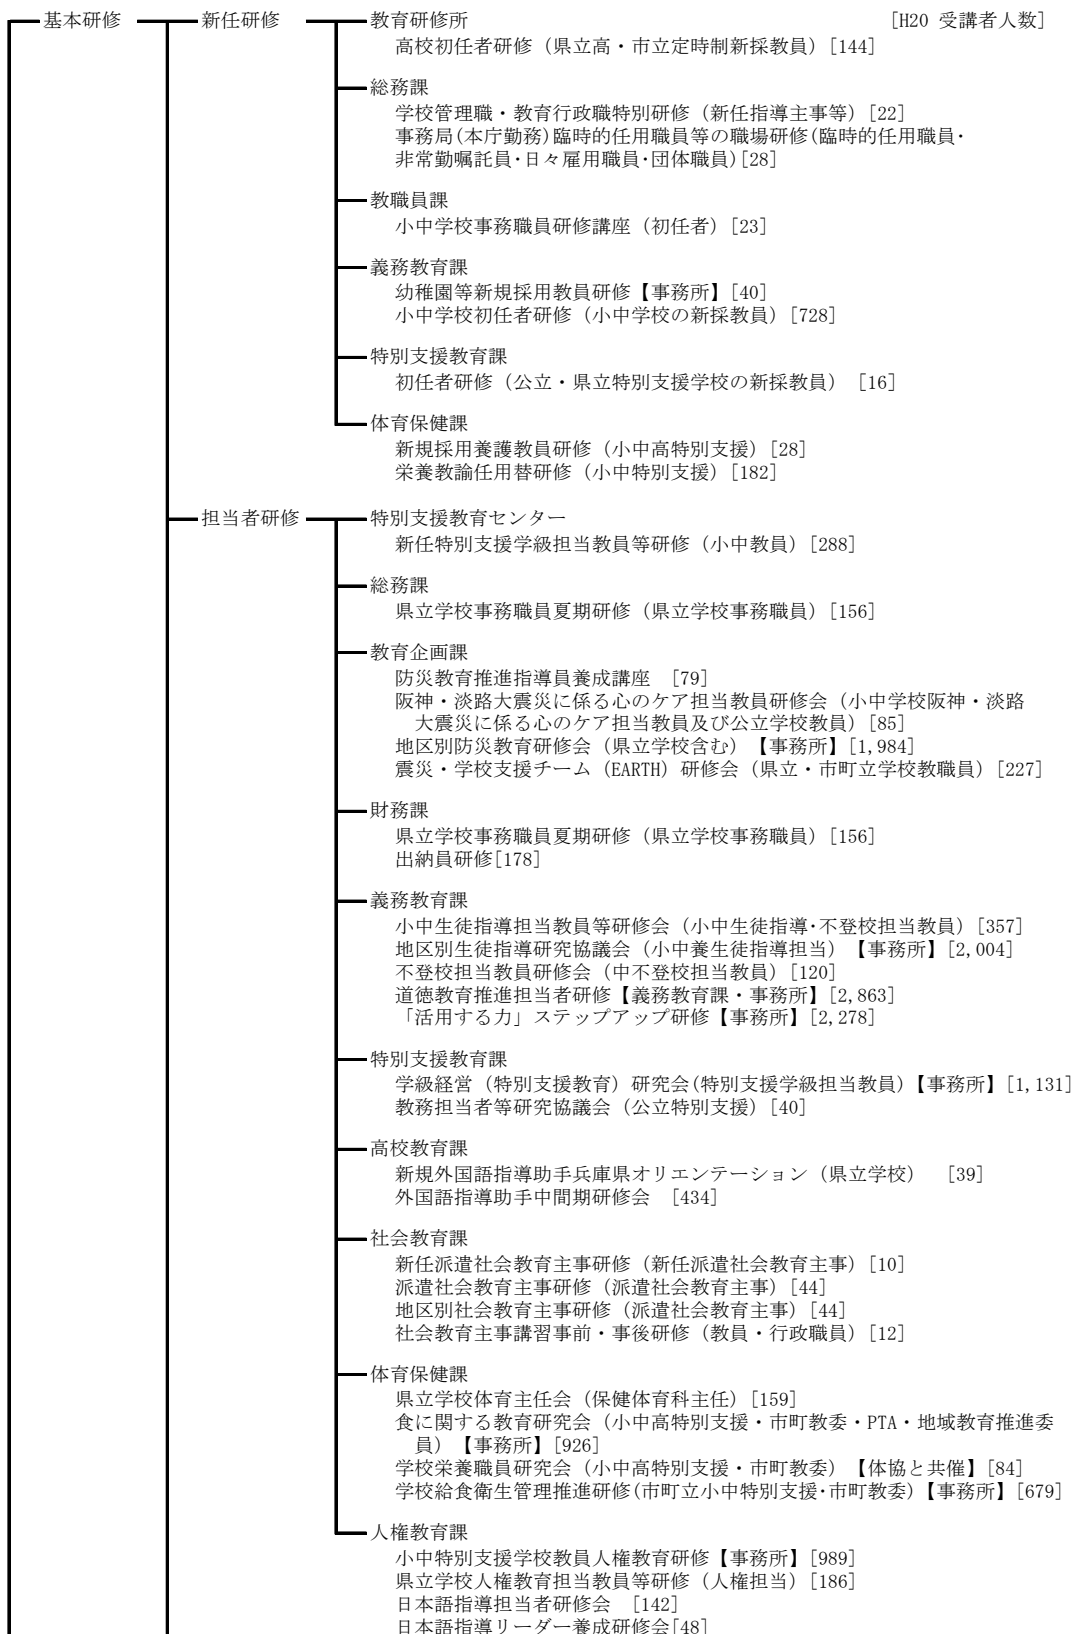 基本研修 新任研修 教育研修所 [H20 受講者人数]
高校初任者研修（県立高・市立定時制新採教員）[144]
総務課
学校管理職・教育行政職特別研修（新任指導主事等）[22]
事務局(本庁勤務)臨時的任用職員等の職場研修(臨時的任用職員・
非常勤嘱託員・日々雇用職員・団体職員)[28]
教職員課
小中学校事務職員研修講座（初任者）[23]
義務教育課
幼稚園等新規採用教員研修【事務所】[40]
小中学校初任者研修（小中学校の新採教員）[728]
特別支援教育課
初任者研修（公立・県立特別支援学校の新採教員） [16]
体育保健課
新規採用養護教員研修（小中高特別支援）[28]
栄養教諭任用替研修（小中特別支援）[182]
担当者研修 特別支援教育センター
新任特別支援学級担当教員等研修（小中教員）[288]
総務課
県立学校事務職員夏期研修（県立学校事務職員）[156]
教育企画課
防災教育推進指導員養成講座 [79]
阪神・淡路大震災に係る心のケア担当教員研修会（小中学校阪神・淡路
大震災に係る心のケア担当教員及び公立学校教員）[85]
地区別防災教育研修会（県立学校含む）【事務所】[1,984]
震災・学校支援チーム（EARTH）研修会（県立・市町立学校教職員）[227]
財務課
県立学校事務職員夏期研修（県立学校事務職員）[156]
出納員研修[178]
義務教育課
小中生徒指導担当教員等研修会（小中生徒指導・不登校担当教員）[357]
地区別生徒指導研究協議会（小中養生徒指導担当）【事務所】[2,004]
不登校担当教員研修会（中不登校担当教員）[120]
道徳教育推進担当者研修【義務教育課・事務所】[2,863]
「活用する力」ステップアップ研修【事務所】[2,278]
特別支援教育課
学級経営（特別支援教育）研究会(特別支援学級担当教員)【事務所】[1,131]
教務担当者等研究協議会（公立特別支援）[40]
高校教育課
新規外国語指導助手兵庫県オリエンテーション（県立学校） [39]
外国語指導助手中間期研修会 [434]
社会教育課
新任派遣社会教育主事研修（新任派遣社会教育主事）[10]
派遣社会教育主事研修（派遣社会教育主事）[44]
地区別社会教育主事研修（派遣社会教育主事）[44]
社会教育主事講習事前・事後研修（教員・行政職員）[12]
体育保健課
県立学校体育主任会（保健体育科主任）[159]
食に関する教育研究会（小中高特別支援・市町教委・PTA・地域教育推進委
員）【事務所】[926]
学校栄養職員研究会（小中高特別支援・市町教委）【体協と共催】[84]
学校給食衛生管理推進研修(市町立小中特別支援・市町教委)【事務所】[679]
人権教育課
小中特別支援学校教員人権教育研修【事務所】[989]
県立学校人権教育担当教員等研修（人権担当）[186]
日本語指導担当者研修会 [142]
日本語指導リーダー養成研修会[48]